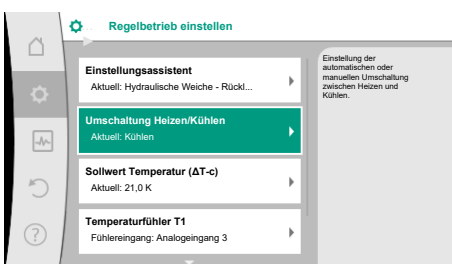 Regelbetrieb einstellen
Einstellungsassistent
Aktuell: Hydraulische Weiche - Rückl...
Umschaltung Heizen/Kühlen
Aktuell: Kühlen
Sollwert Temperatur (ΔT-c)
Aktuell: 21,0 K
Temperaturfühler T1
Fühlereingang: Analogeingang 3
Einstellung der
automatischen oder
manuellen Umschaltung
zwischen Heizen und
Kühlen.